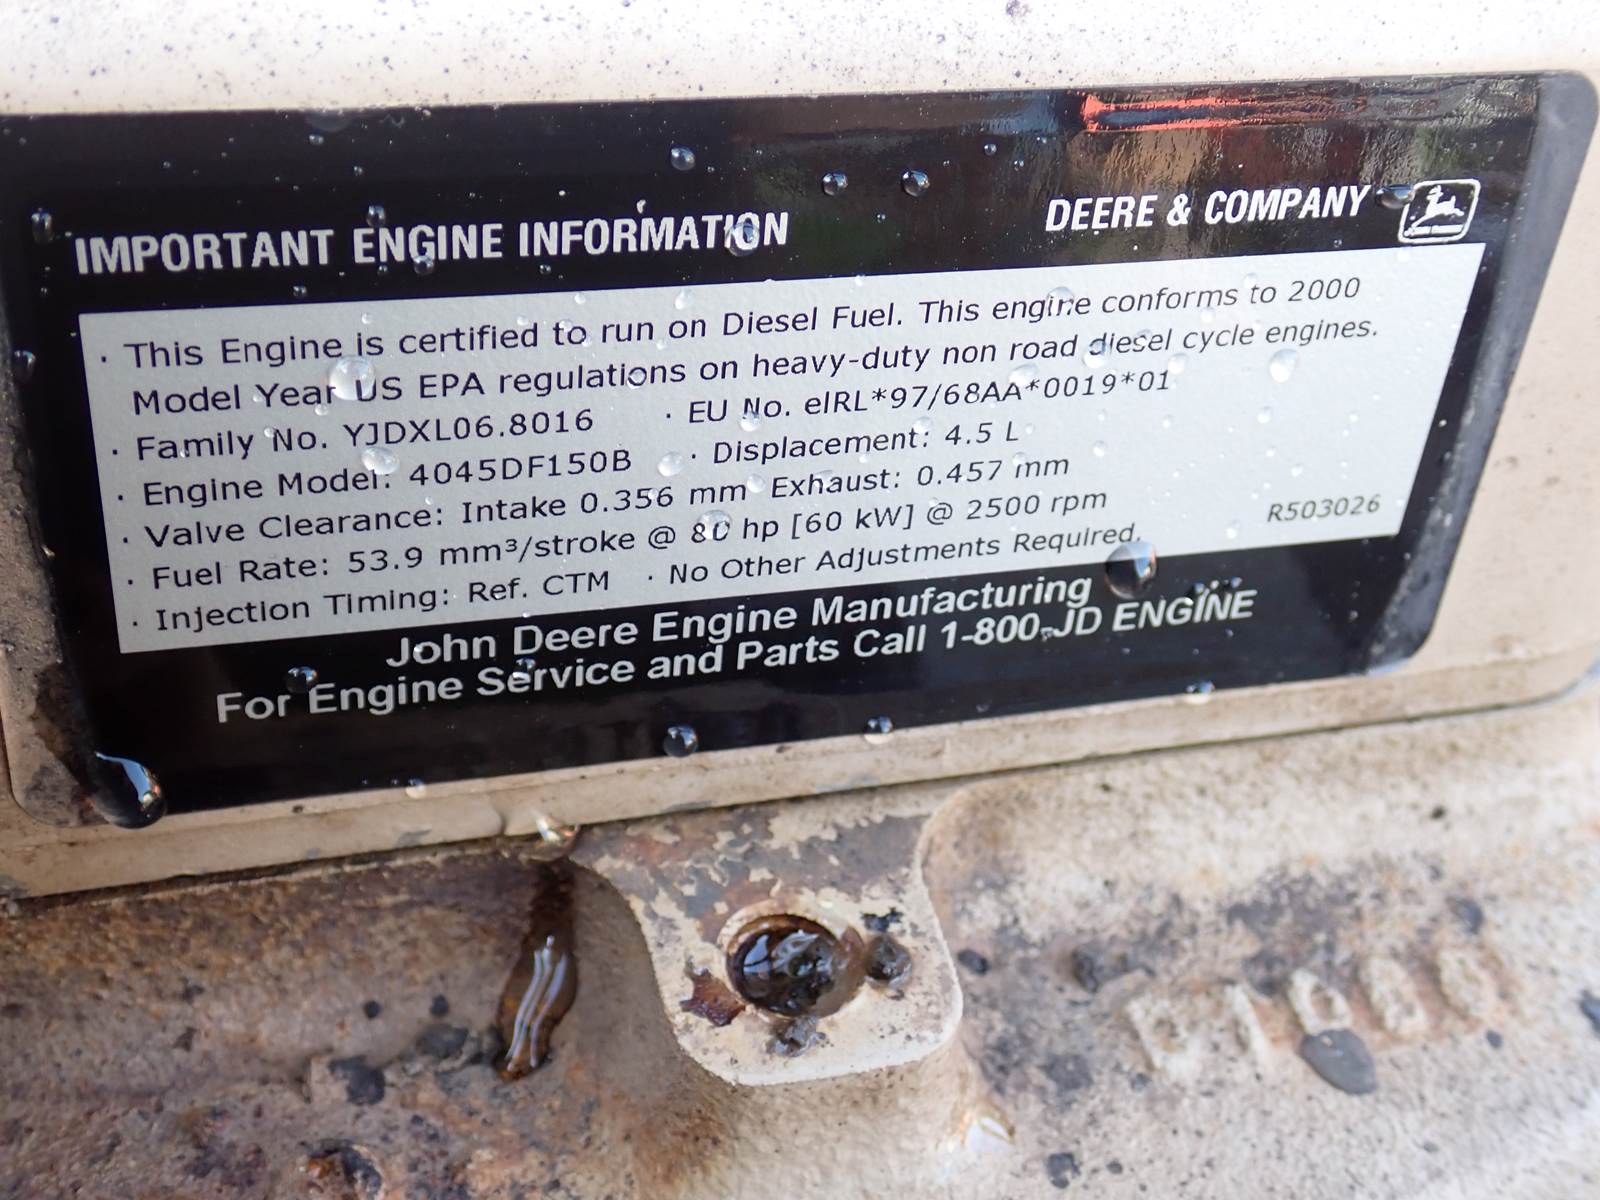 IMPORTANT ENGINE INFORMATION
DEERE & COMPANY
· This Engine is certified to run on Diesel Fuel. This engine conforms to 2000
Model Year US EPA regulations on heavy-duty non road diesel cycle engines.
· Family No. YJDXL06.8016 · EU No. eIRL*97/68AA*0019*01
· Engine Model: 4045DF150B · Displacement: 4.5 L
· Valve Clearance: Intake 0.356 mm Exhaust: 0.457 mm
· Fuel Rate: 53.9 mm³/stroke @ 80 hp [60 kW] @ 2500 rpm
· Injection Timing: Ref. CTM · No Other Adjustments Required.
R503026
John Deere Engine Manufacturing
For Engine Service and Parts Call 1-800-JD ENGINE